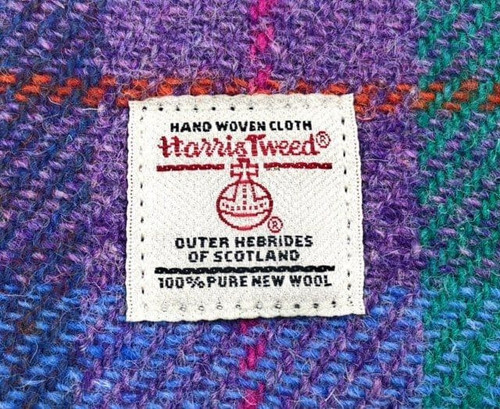 HAND WOVEN CLOTH
Harris Tweed®
®
OUTER HEBRIDES
OF SCOTLAND
100% PURE NEW WOOL